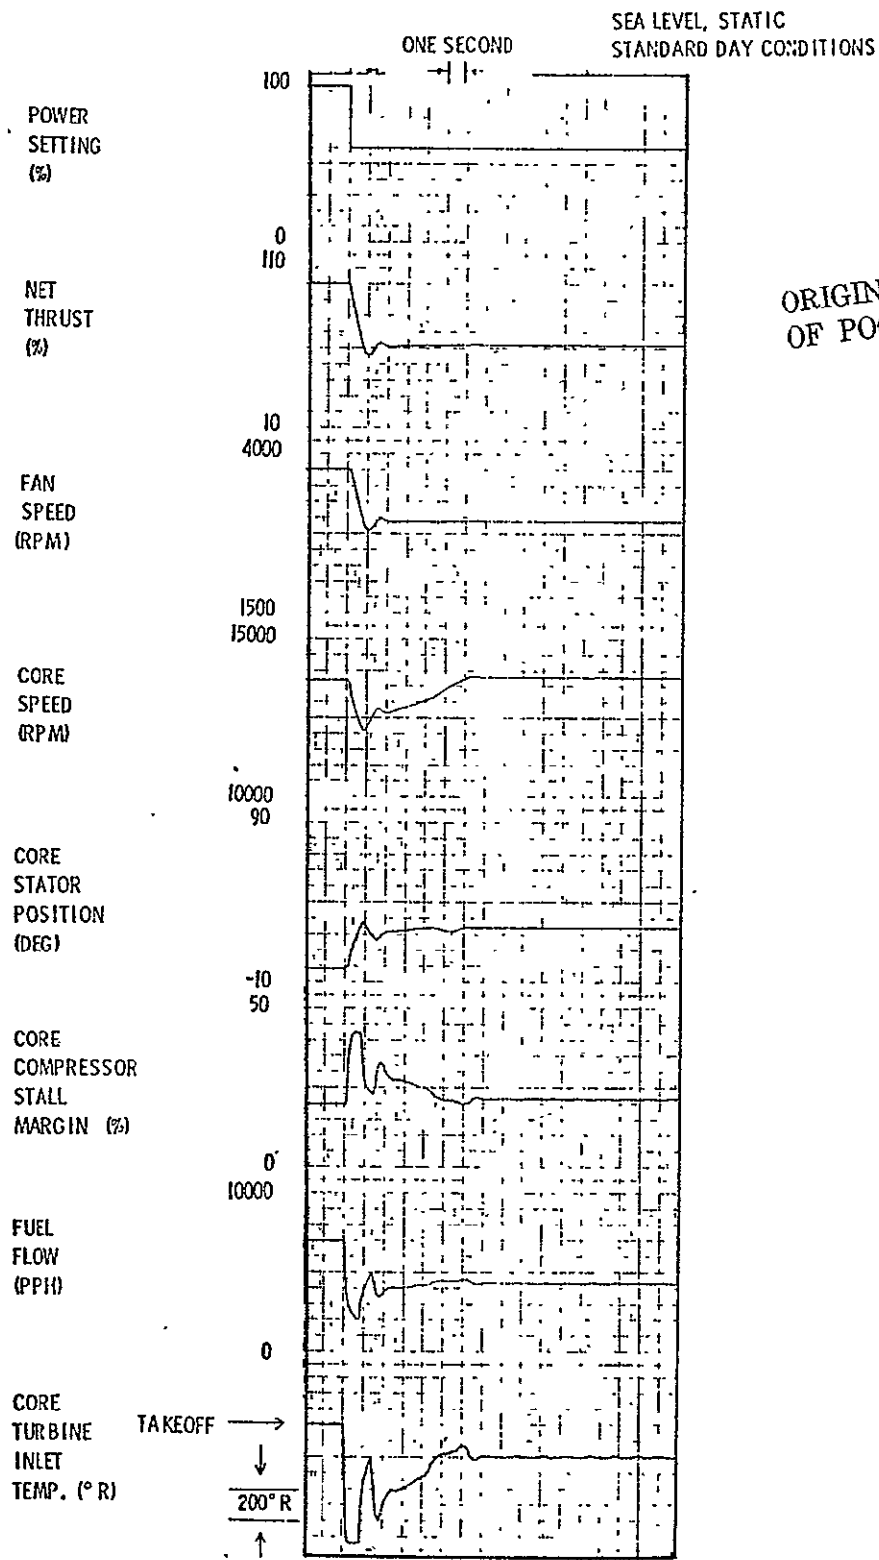 SEA LEVEL, STATIC
STANDARD DAY CONDITIONS
ONE SECOND
100
POWER
SETTING
(%)
0
110
NET
THRUST
(%)
10
4000
FAN
SPEED
(RPM)
1500
15000
CORE
SPEED
(RPM)
10000
90
CORE
STATOR
POSITION
(DEG)
-10
50
CORE
COMPRESSOR
STALL
MARGIN (%)
0
10000
FUEL
FLOW
(PPH)
0
CORE
TURBINE
INLET
TEMP. (°R)
TAKEOFF
200°R
ORIGIN
OF